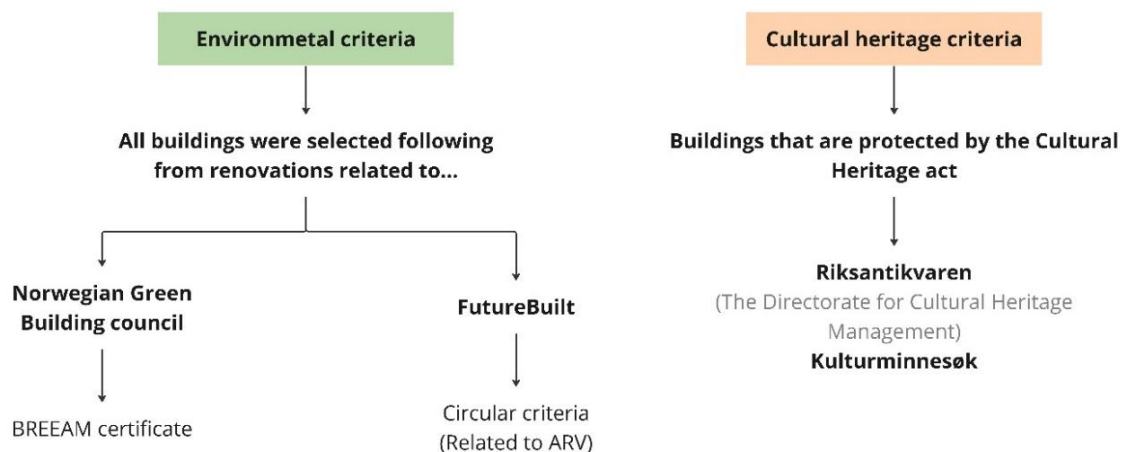 Environmetal criteria
All buildings were selected following
from renovations related to...
Norwegian Green
Building council
BREEAM certificate
FutureBuilt
Circular criteria
(Related to ARV)
Cultural heritage criteria
Buildings that are protected by the Cultural
Heritage act
Riksantikvaren
(The Directorate for Cultural Heritage
Management)
Kulturminnesøk